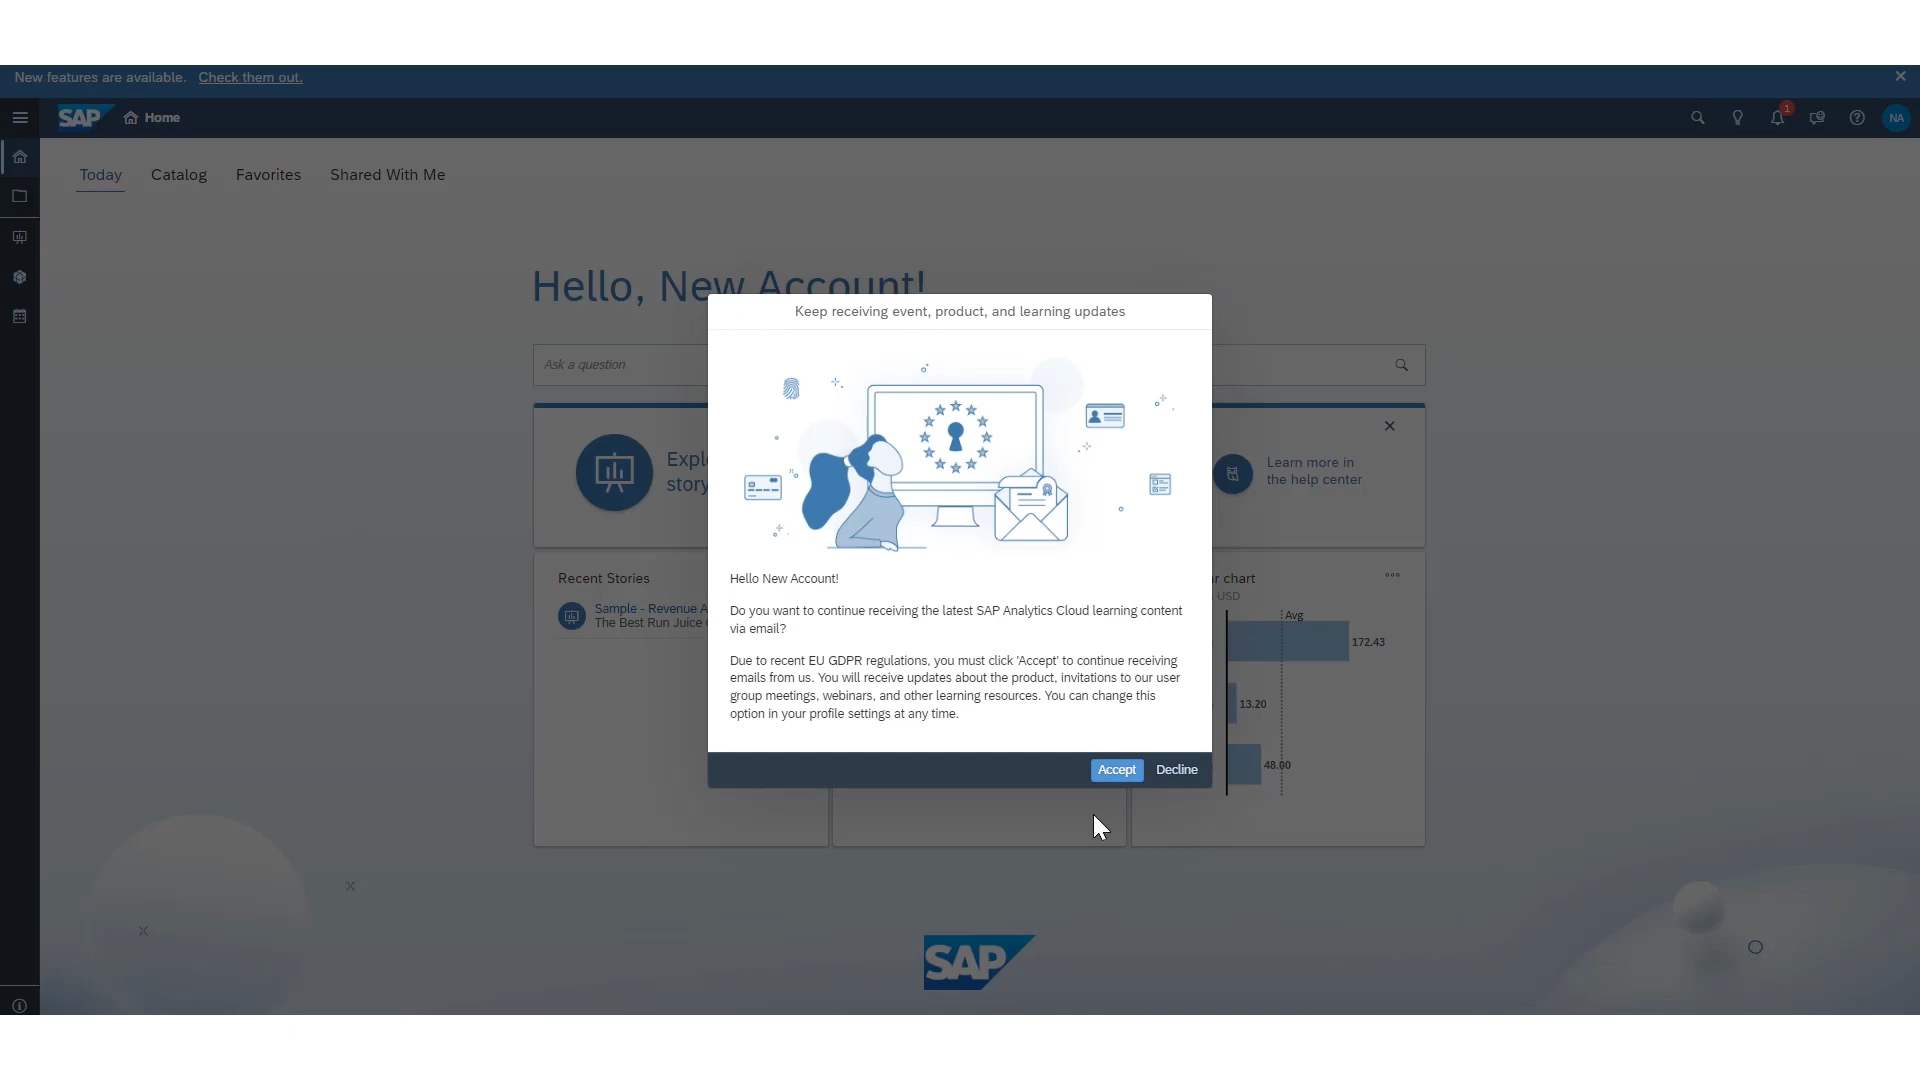 New features are available. Check them out.
SAP Home
1
NA
Today Catalog Favorites Shared With Me
Hello, New Account!
Ask a question
Keep receiving event, product, and learning updates
Hello New Account!
Do you want to continue receiving the latest SAP Analytics Cloud learning content
via email?
Due to recent EU GDPR regulations, you must click 'Accept' to continue receiving
emails from us. You will receive updates about the product, invitations to our user
group meetings, webinars, and other learning resources. You can change this
option in your profile settings at any time.
Accept Decline
story
Learn more in
the help center
Recent Stories
Sample - Revenue A
The Best Run Juice
chart
USD
Avg
172.43
13.20
48.00
SAP